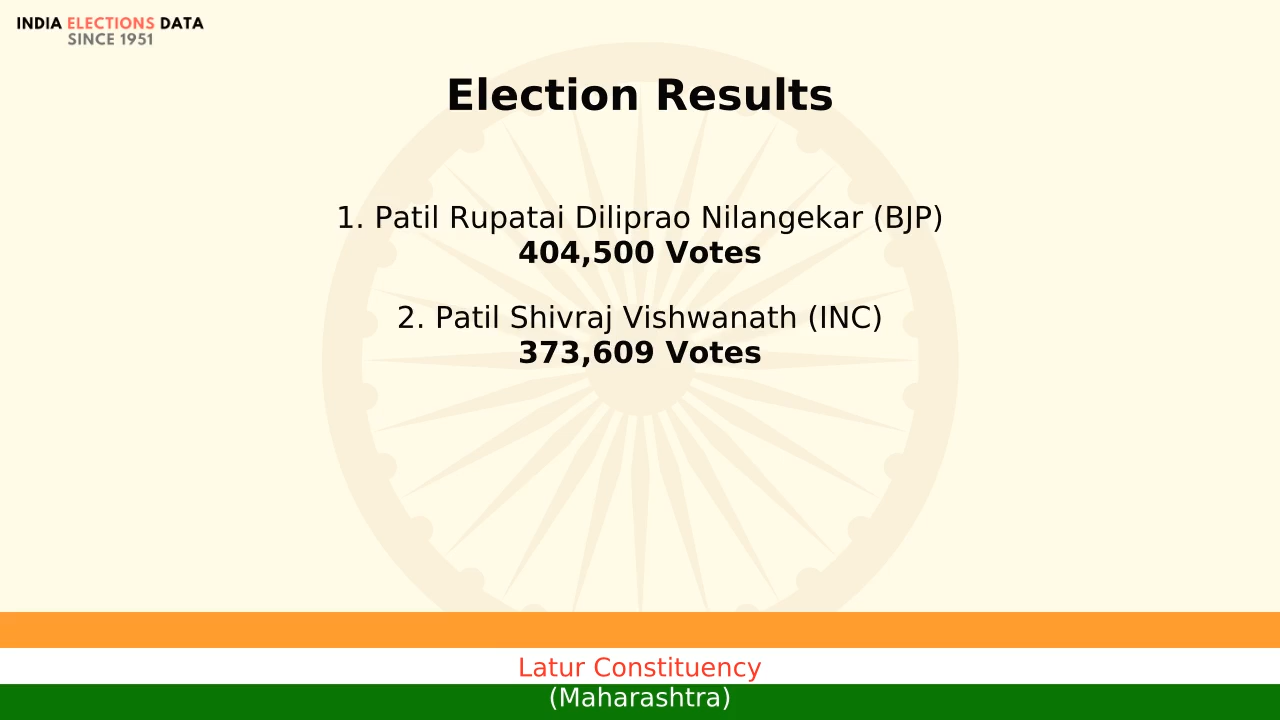 INDIA ELECTIONS DATA
SINCE 1951
Election Results
1. Patil Rupatai Diliprao Nilangekar (BJP)
404,500 Votes
2. Patil Shivraj Vishwanath (INC)
373,609 Votes
Latur Constituency
(Maharashtra)